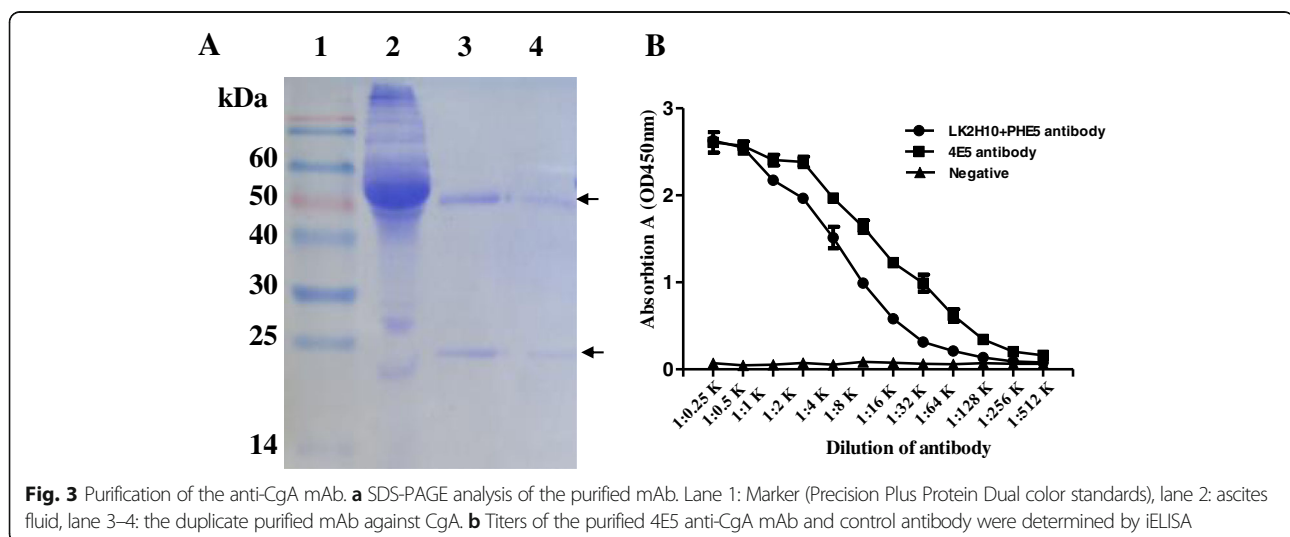 A 1 2 3 4
kDa
60
50
40
30
25
14
B
3
2
1
0
Absorbtion A (OD450nm)
LK2H10+PHE5 antibody
4E5 antibody
Negative
1:0.25 K 1:0.5 K 1:1 K 1:2 K 1:4 K 1:8 K 1:16 K 1:32 K 1:64 K 1:128 K 1:256 K 1:512 K
Dilution of antibody
Fig. 3 Purification of the anti-CgA mAb. a SDS-PAGE analysis of the purified mAb. Lane 1: Marker (Precision Plus Protein Dual color standards), lane 2: ascites
fluid, lane 3–4: the duplicate purified mAb against CgA. b Titers of the purified 4E5 anti-CgA mAb and control antibody were determined by iELISA